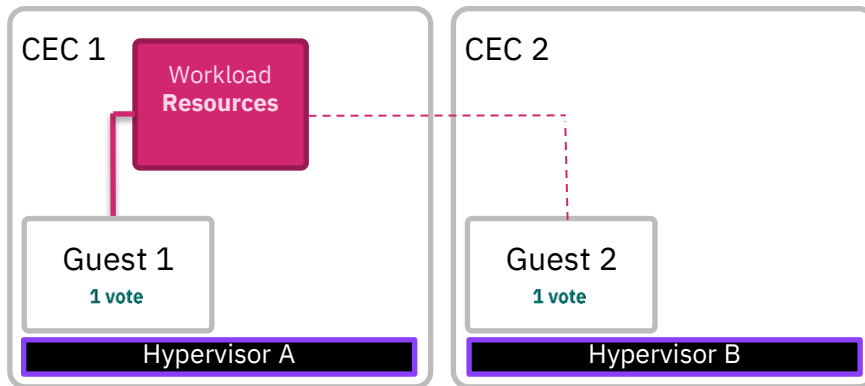 CEC 1
Workload
Resources
Guest 1
1 vote
Hypervisor A
CEC 2
Guest 2
1 vote
Hypervisor B